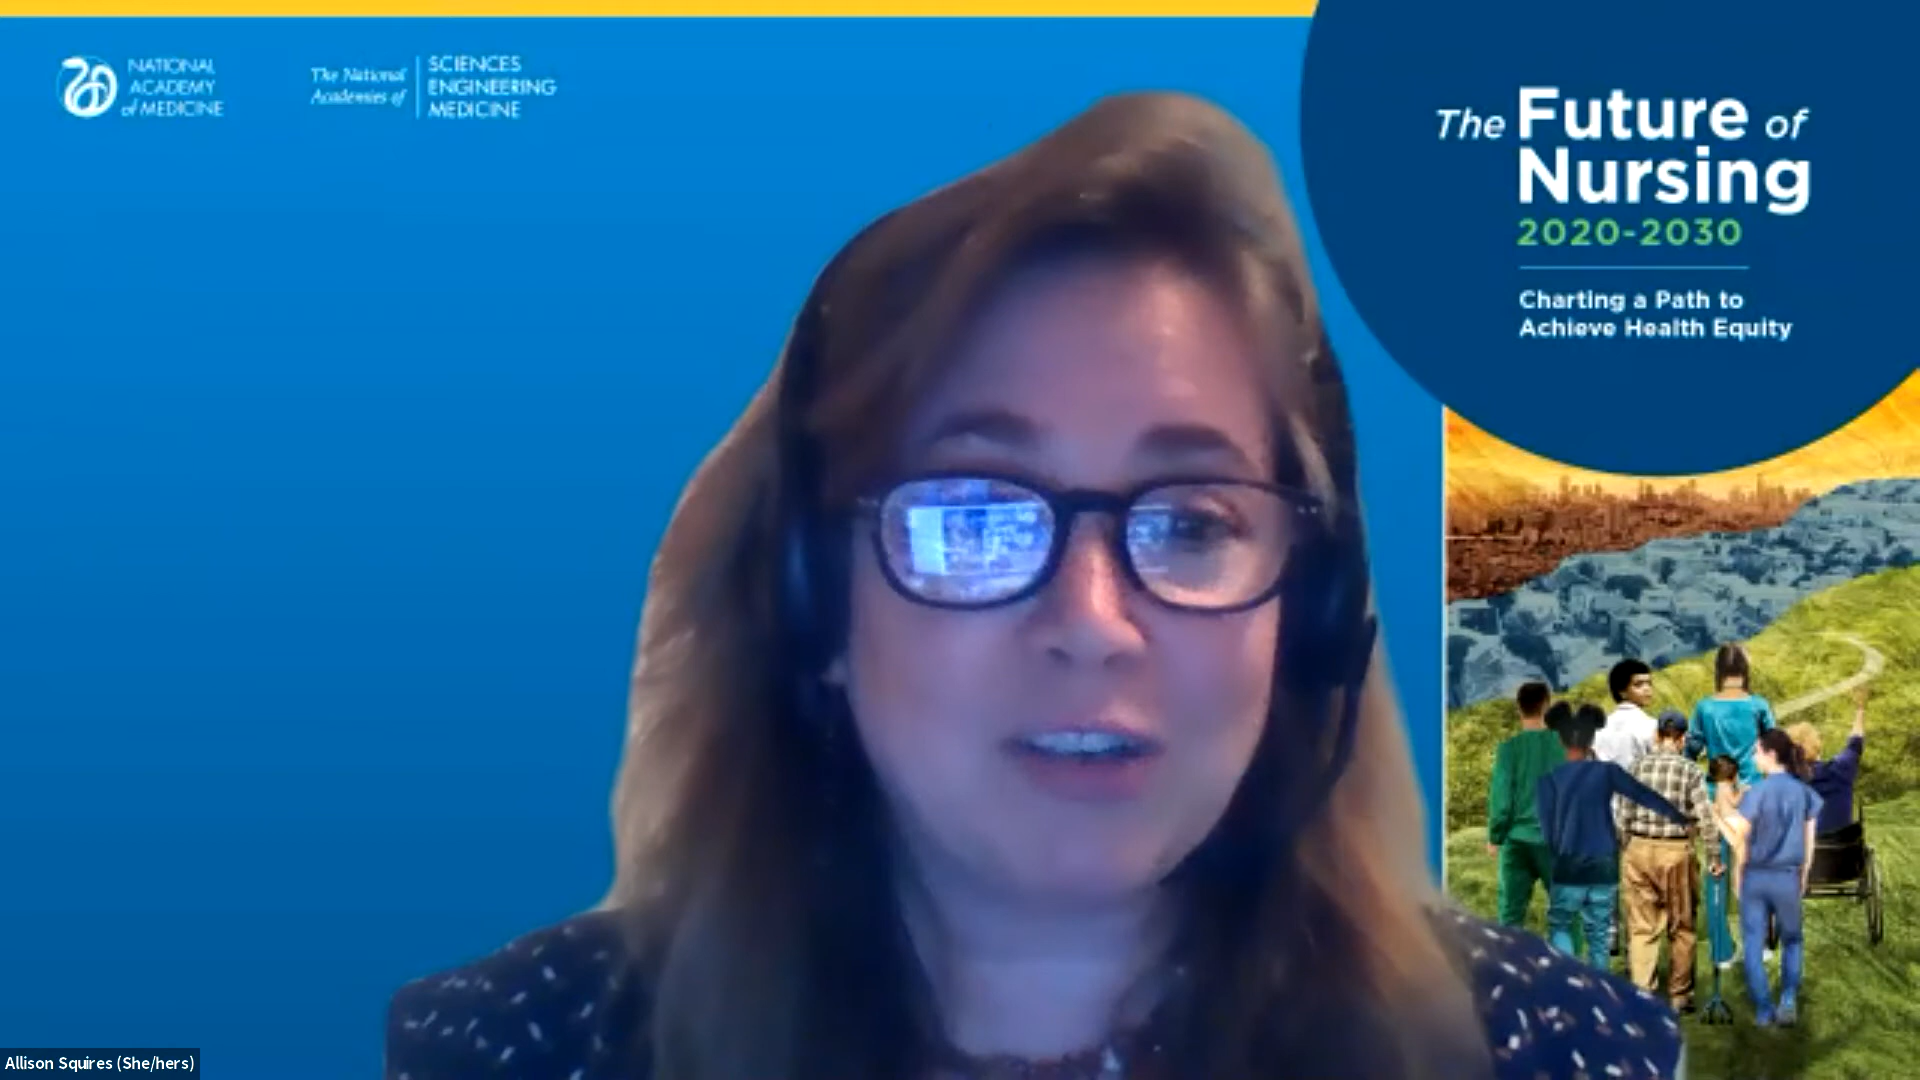 NATIONAL
ACADEMY
of MEDICINE
The National
Academies of
SCIENCES
ENGINEERING
MEDICINE
The Future of
Nursing
2020-2030
Charting a Path to
Achieve Health Equity
Allison Squires (She/hers)